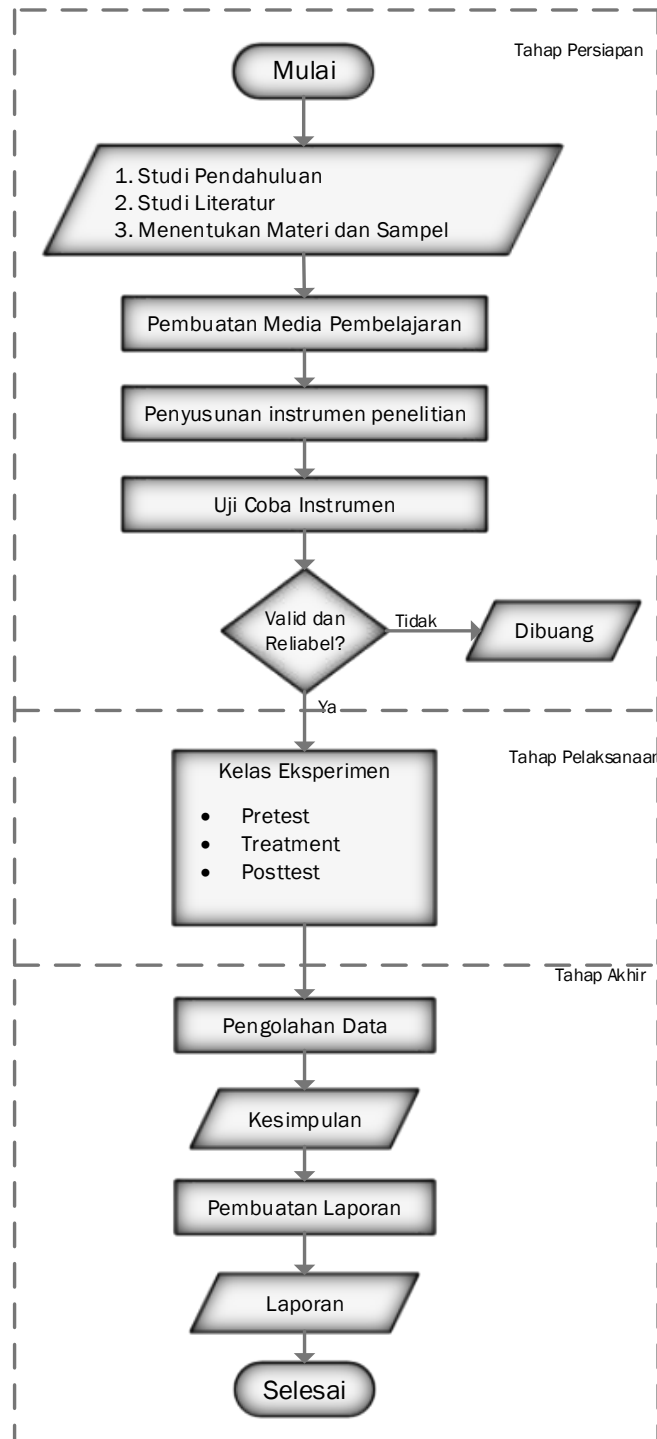 Tahap Persiapan
Mulai
1. Studi Pendahuluan
2. Studi Literatur
3. Menentukan Materi dan Sampel
Pembuatan Media Pembelajaran
Penyusunan instrumen penelitian
Uji Coba Instrumen
Valid dan
Reliabel?
Tidak
Dibuang
Ya
Tahap Pelaksanaan
Kelas Eksperimen
• Pretest
• Treatment
• Posttest
Tahap Akhir
Pengolahan Data
Kesimpulan
Pembuatan Laporan
Laporan
Selesai